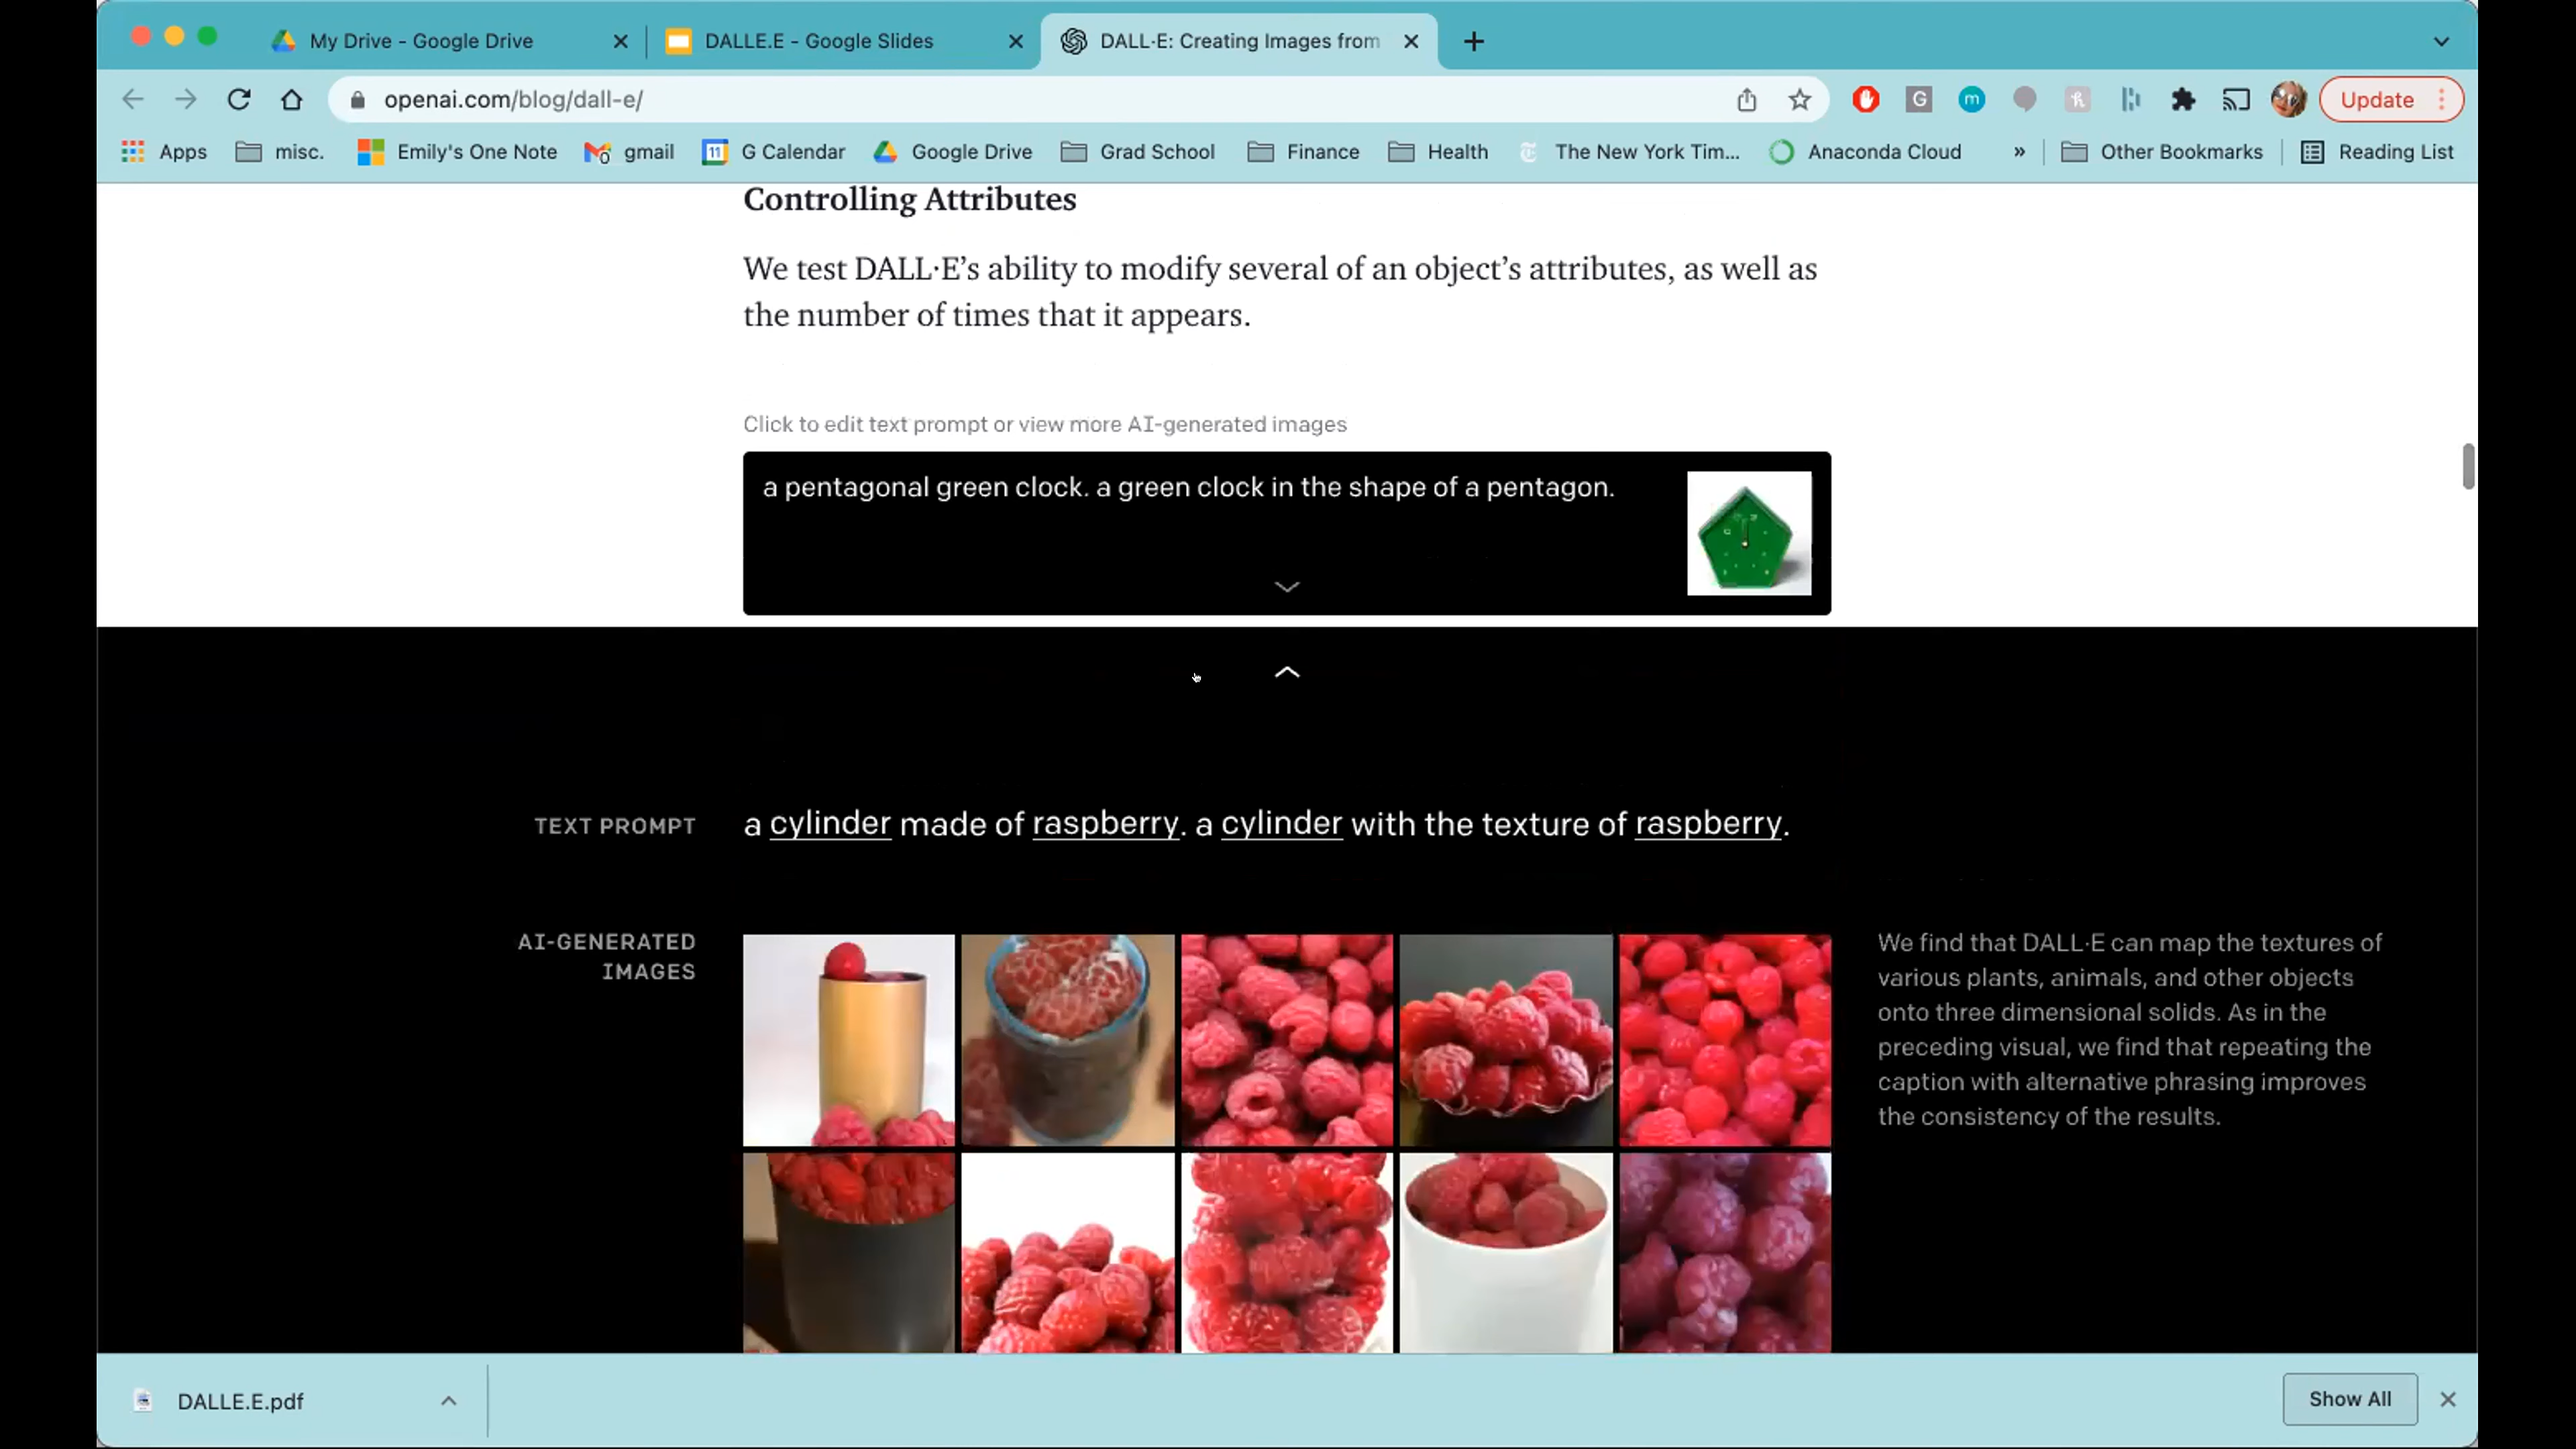 My Drive - Google Drive
DALLE.E - Google Slides
DALL·E: Creating Images from
openai.com/blog/dall-e/
Update
Apps
misc.
Emily's One Note
gmail
G Calendar
Google Drive
Grad School
Finance
Health
The New York Tim...
Anaconda Cloud
»
Other Bookmarks
Reading List
Controlling Attributes
We test DALL·E’s ability to modify several of an object’s attributes, as well as
the number of times that it appears.
Click to edit text prompt or view more AI-generated images
a pentagonal green clock. a green clock in the shape of a pentagon.
TEXT PROMPT
a cylinder made of raspberry. a cylinder with the texture of raspberry.
AI-GENERATED
IMAGES
We find that DALL·E can map the textures of
various plants, animals, and other objects
onto three dimensional solids. As in the
preceding visual, we find that repeating the
caption with alternative phrasing improves
the consistency of the results.
DALLE.E.pdf
Show All